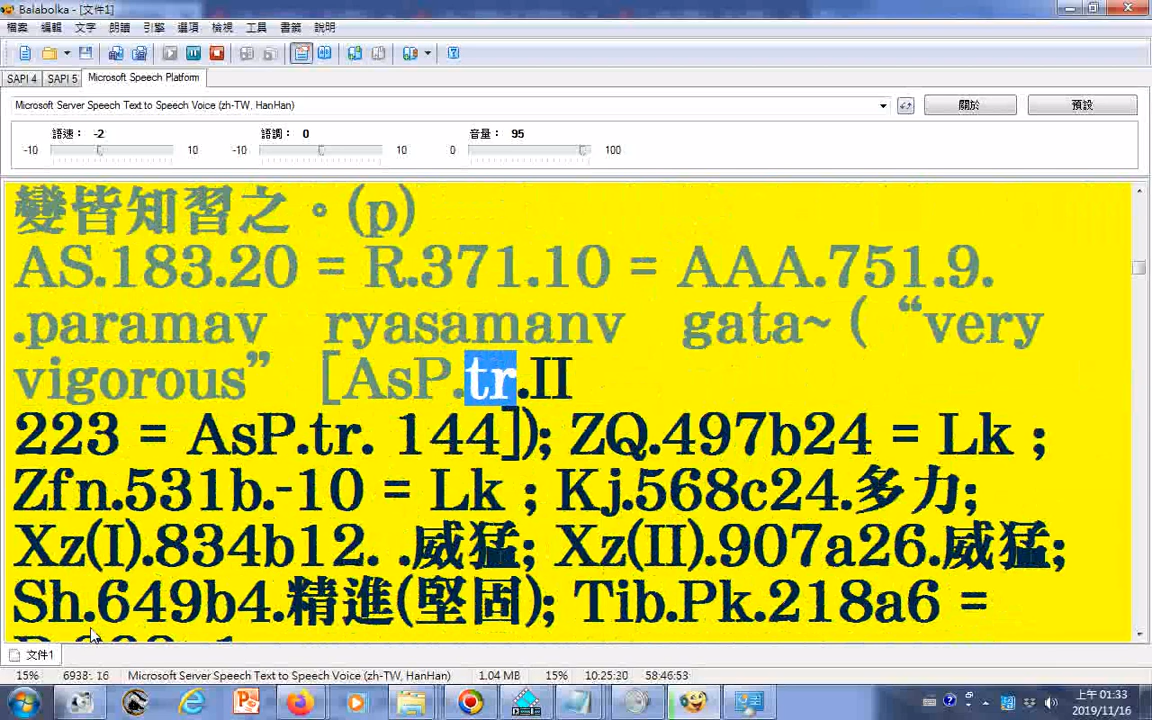 Balabolka - [文件1]
檔案 編輯 文字 朗讀 引擎 選項 檢視 工具 書籤 說明
SAPI 4 SAPI 5 Microsoft Speech Platform
Microsoft Server Speech Text to Speech Voice (zh-TW, HanHan)
關於 預設
語速： -2 語調： 0 音量： 95
-10 10 -10 10 0 100
變皆知習之。(p)
AS.183.20 = R.371.10 = AAA.751.9.
.paramav ryasamanv gata~ ( “very
vigorous” [AsP.tr.II
223 = AsP.tr. 144]); ZQ.497b24 = Lk ;
Zfn.531b.-10 = Lk ; Kj.568c24.多力;
Xz(I).834b12. .威猛; Xz(II).907a26.威猛;
Sh.649b4.精進(堅固); Tib.Pk.218a6 =
文件1
15% 6938: 16 Microsoft Server Speech Text to Speech Voice (zh-TW, HanHan) 1.04 MB 15% 10:25:30 58:46:53
上午 01:33
2019/11/16